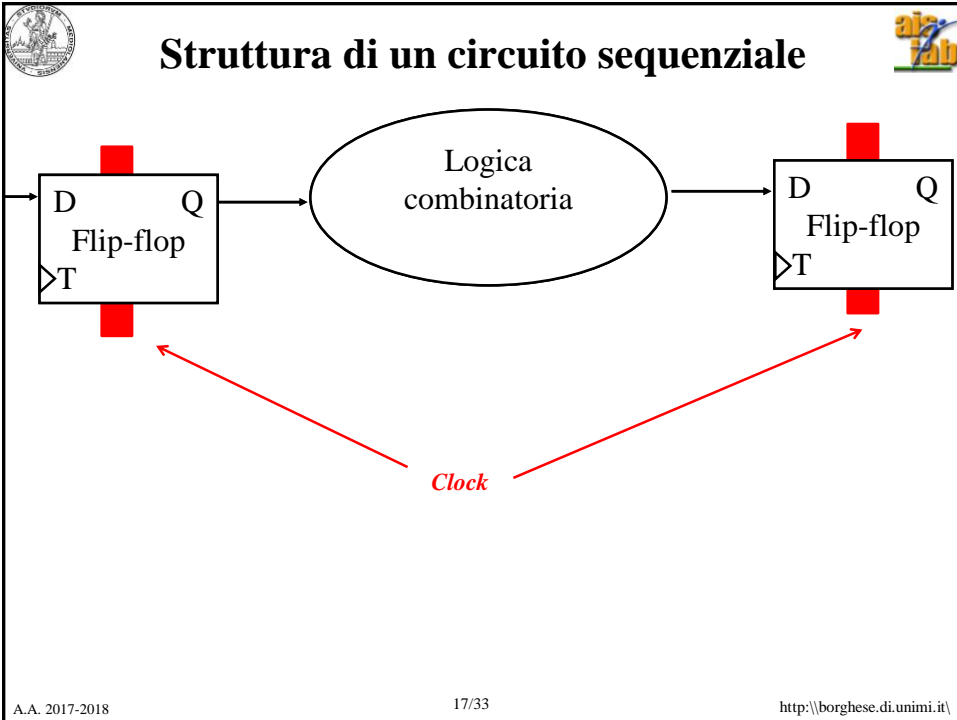 Struttura di un circuito sequenziale
Logica
combinatoria
D Q
Flip-flop
T
D Q
Flip-flop
T
Clock
A.A. 2017-2018
17/33
http:\\borghese.di.unimi.it\